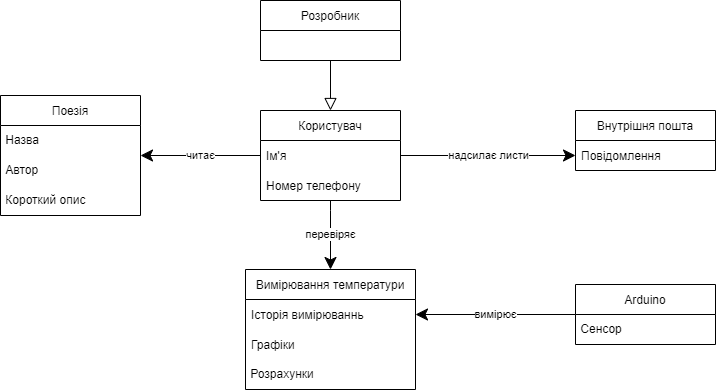 Розробник
Поезія
Назва
Автор
Короткий опис
читає
Користувач
Ім'я
Номер телефону
надсилає листи
Внутрішня пошта
Повідомлення
перевіряє
Вимірювання температури
Історія вимірюваннь
Графіки
Розрахунки
вимірює
Arduino
Сенсор